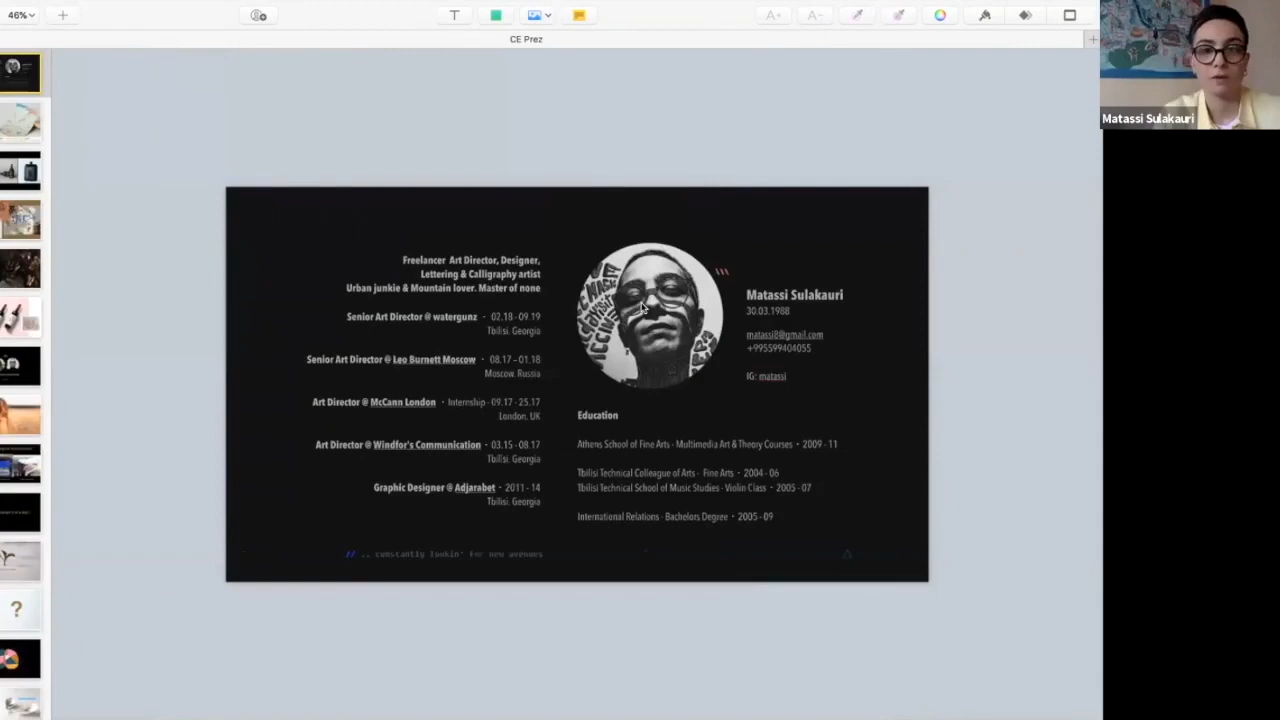 46%
CE Prez
Matassi Sulakauri
Freelancer Art Director, Designer,
Lettering & Calligraphy artist
Urban junkie & Mountain lover. Master of none
Senior Art Director @ watergunz · 02.18 - 09.19
Tbilisi. Georgia
Senior Art Director @ Leo Burnett Moscow · 08.17 – 01.18
Moscow. Russia
Art Director @ McCann London · Internship - 09.17 - 25.17
London, UK
Art Director @ Windfor's Communication · 03.15 - 08.17
Tbilisi. Georgia
Graphic Designer @ Adjarabet · 2011 - 14
Tbilisi. Georgia
Matassi Sulakauri
30.03.1988
matassi8@gmail.com
+995599404055
IG: matassi
Education
Athens School of Fine Arts - Multimedia Art & Theory Courses · 2009 - 11
Tbilisi Technical Colleague of Arts - Fine Arts · 2004 - 06
Tbilisi Technical School of Music Studies - Violin Class · 2005 - 07
International Relations - Bachelors Degree · 2005 - 09
// .. constantly lookin' for new avenues